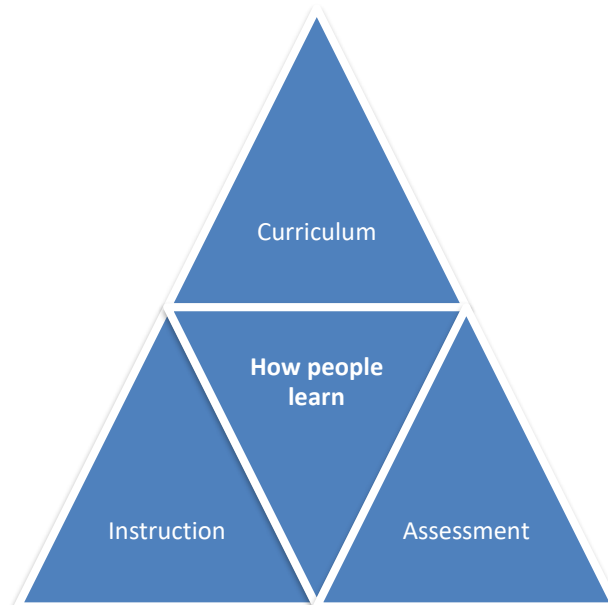 Curriculum
How people
learn
Instruction
Assessment